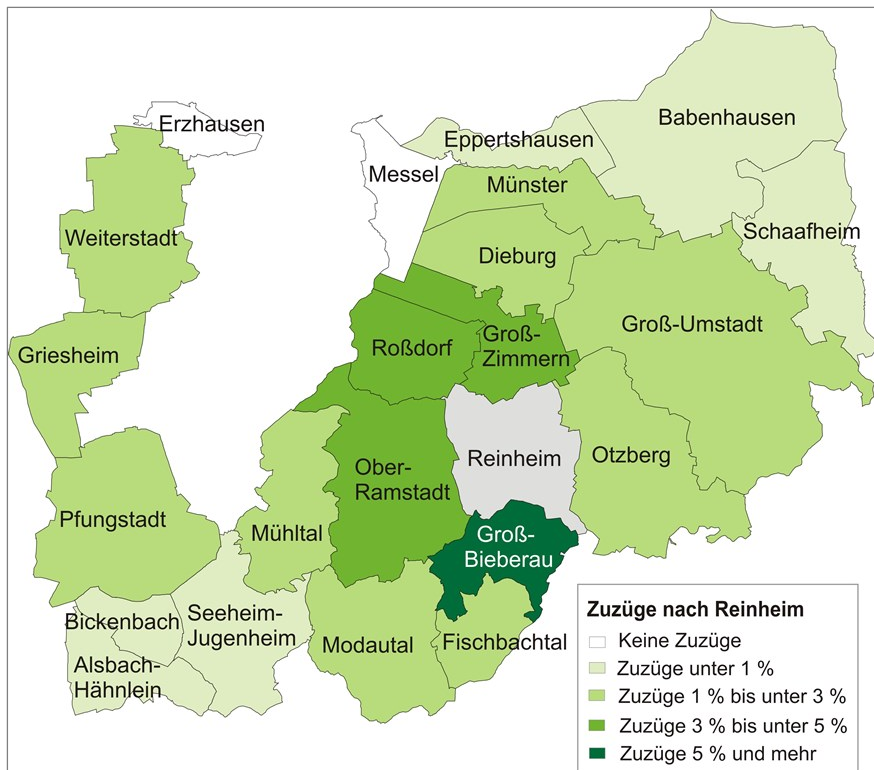 Babenhausen
Erzhausen
Eppertshausen
Messel
Münster
Schaafheim
Weiterstadt
Dieburg
Groß-Umstadt
Griesheim
Roßdorf
Groß-
Zimmern
Reinheim
Otzberg
Ober-
Ramstadt
Pfungstadt
Mühltal
Groß-
Bieberau
Bickenbach
Seeheim-
Jugenheim
Modautal
Fischbachtal
Alsbach-
Hähnlein
Zuzüge nach Reinheim
Keine Zuzüge
Zuzüge unter 1 %
Zuzüge 1 % bis unter 3 %
Zuzüge 3 % bis unter 5 %
Zuzüge 5 % und mehr